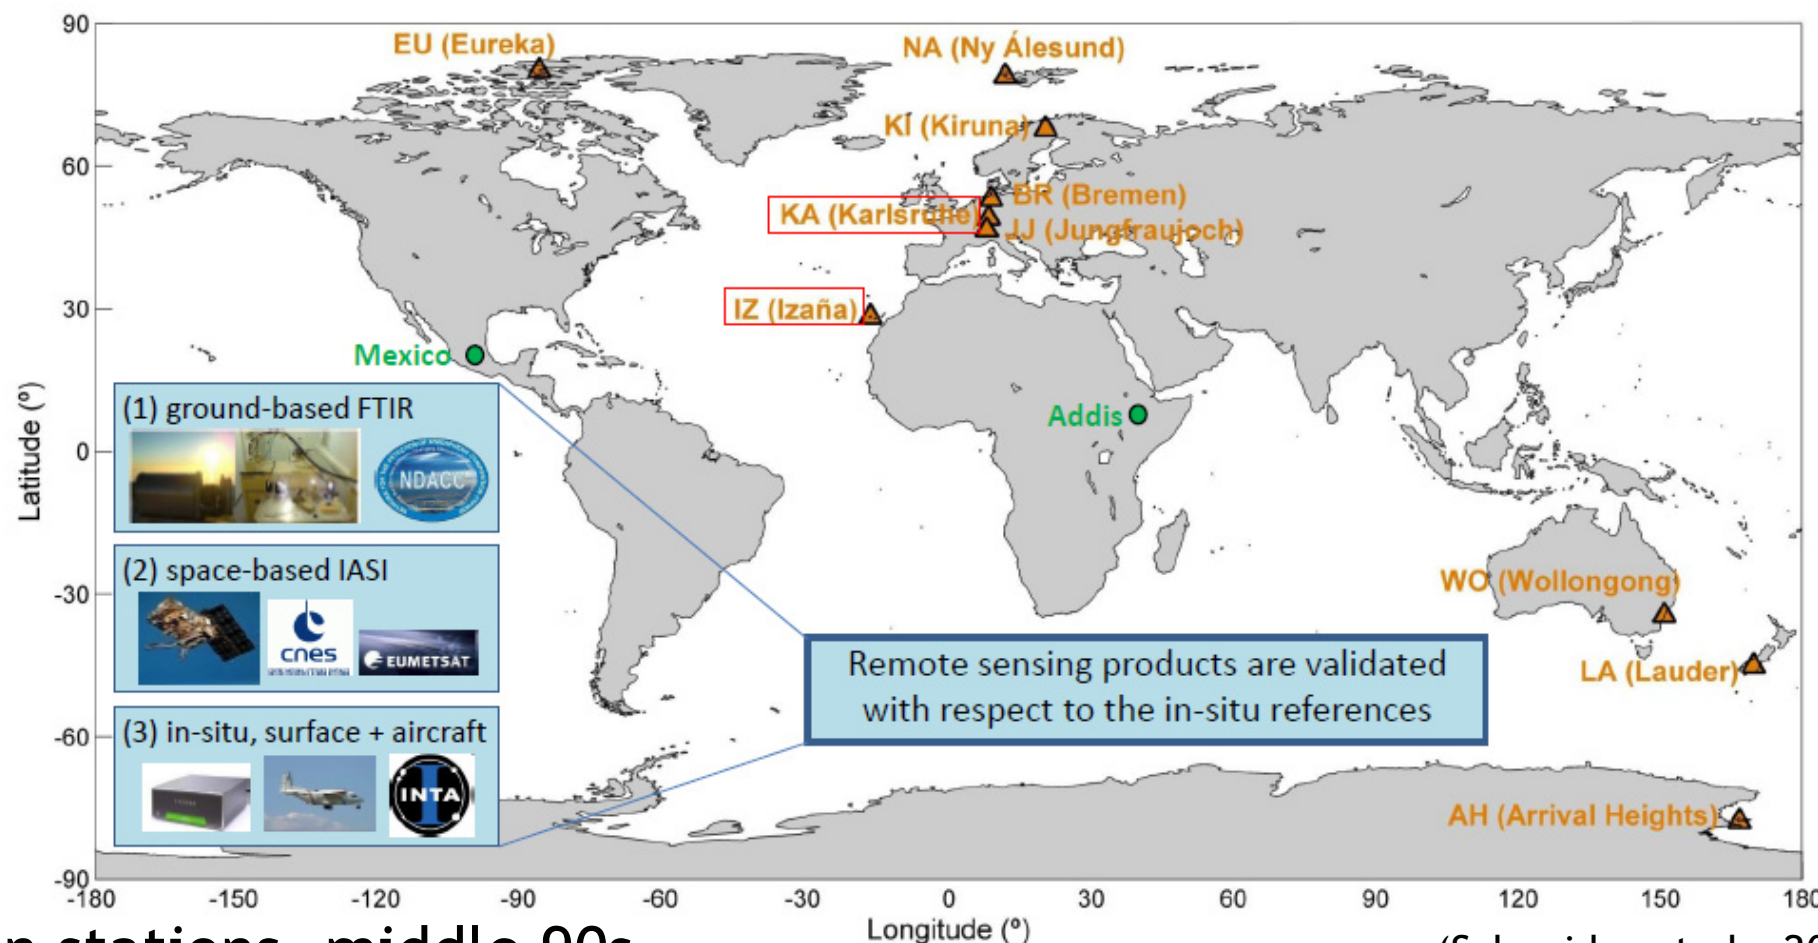 90
EU (Eureka)
NA (Ny Álesund)
KI (Kiruna)
60
BR (Bremen)
KA (Karlsruhe)
JJ (Jungfraujoch)
30
IZ (Izaña)
Mexico
(1) ground-based FTIR
Addis
NDACC
0
Latitude (º)
(2) space-based IASI
WO (Wollongong)
-30
cnes
EUMETSAT
Remote sensing products are validated
with respect to the in-situ references
LA (Lauder)
-60
(3) in-situ, surface + aircraft
INTA
AH (Arrival Heights)
-90
-180 -150 -120 -90 -60 -30 0 30 60 90 120 150 180
Longitude (º)
stations middle 90s